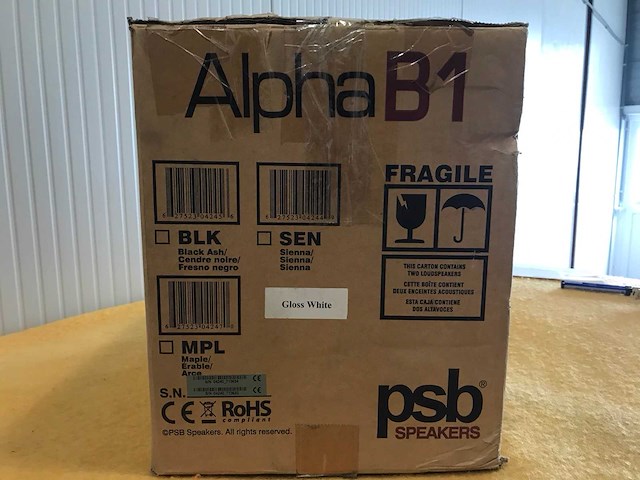 Alpha B1
FRAGILE
BLK
Black Ash/
Cendre noire/
Fresno negro
SEN
Sienna/
Sienna/
Sienna
THIS CARTON CONTAINS
TWO LOUDSPEAKERS
CETTE BOÎTE CONTIENT
DEUX ENCEINTES ACOUSTIQUES
ESTA CAJA CONTIENE
DOS ALTAVOCES
Gloss White
MPL
Maple/
Erable/
Arce
S.N.
CE RoHS
compliant
©PSB Speakers. All rights reserved.
psb®
SPEAKERS